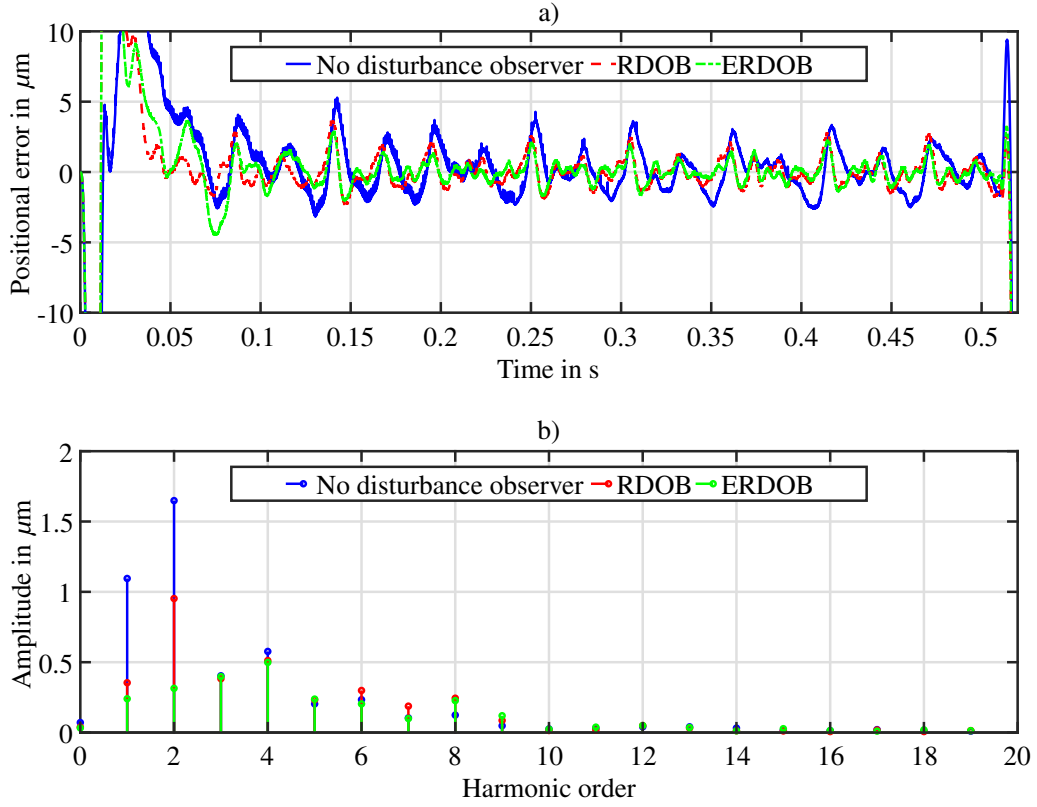 a)
10
5
0
-5
-10
Positional error in μm
No disturbance observer RDOB ERDOB
0 0.05 0.1 0.15 0.2 0.25 0.3 0.35 0.4 0.45 0.5
Time in s
b)
2
1.5
1
0.5
0
Amplitude in μm
No disturbance observer RDOB ERDOB
0 2 4 6 8 10 12 14 16 18 20
Harmonic order